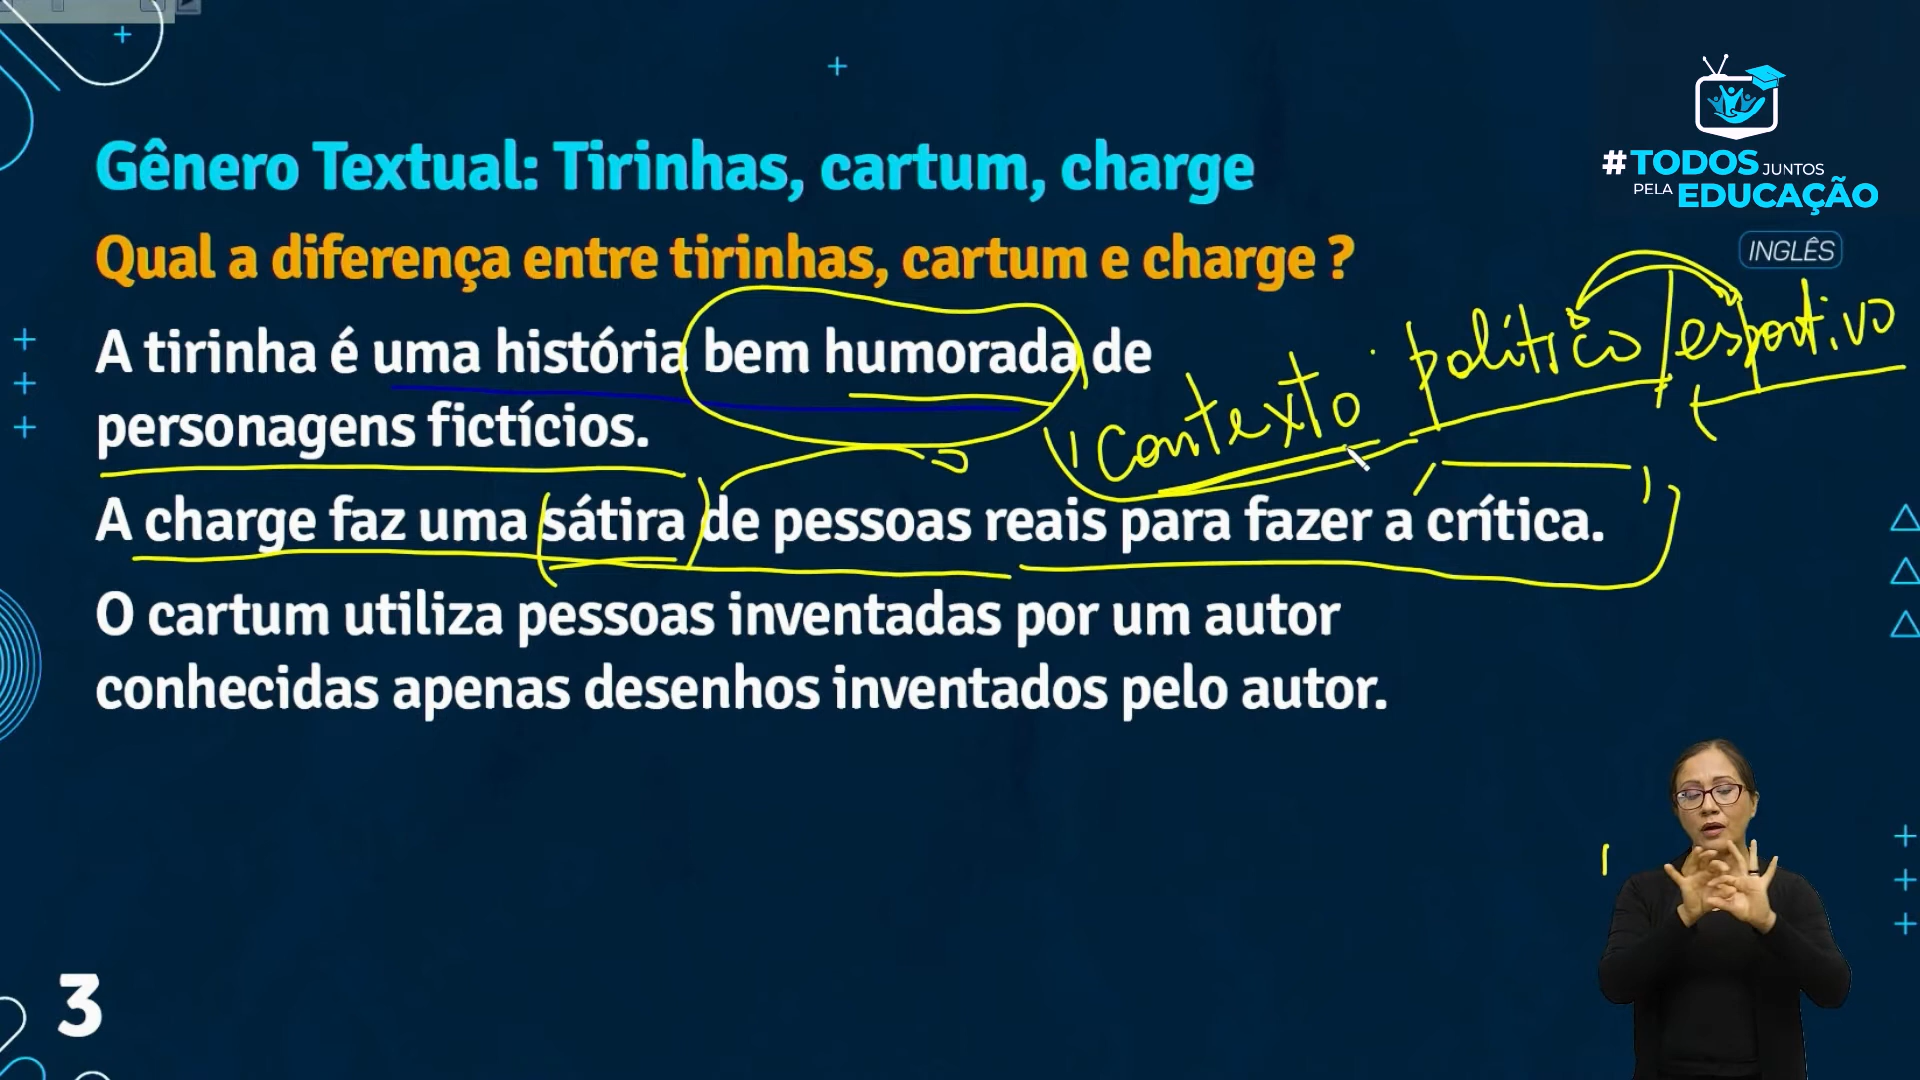 #TODOS JUNTOS
PELA EDUCAÇÃO
INGLÊS
Gênero Textual: Tirinhas, cartum, charge
Qual a diferença entre tirinhas, cartum e charge ?
A tirinha é uma história bem humorada de
personagens fictícios.
contexto político esportivo
A charge faz uma sátira de pessoas reais para fazer a crítica.
O cartum utiliza pessoas inventadas por um autor
conhecidas apenas desenhos inventados pelo autor.
3